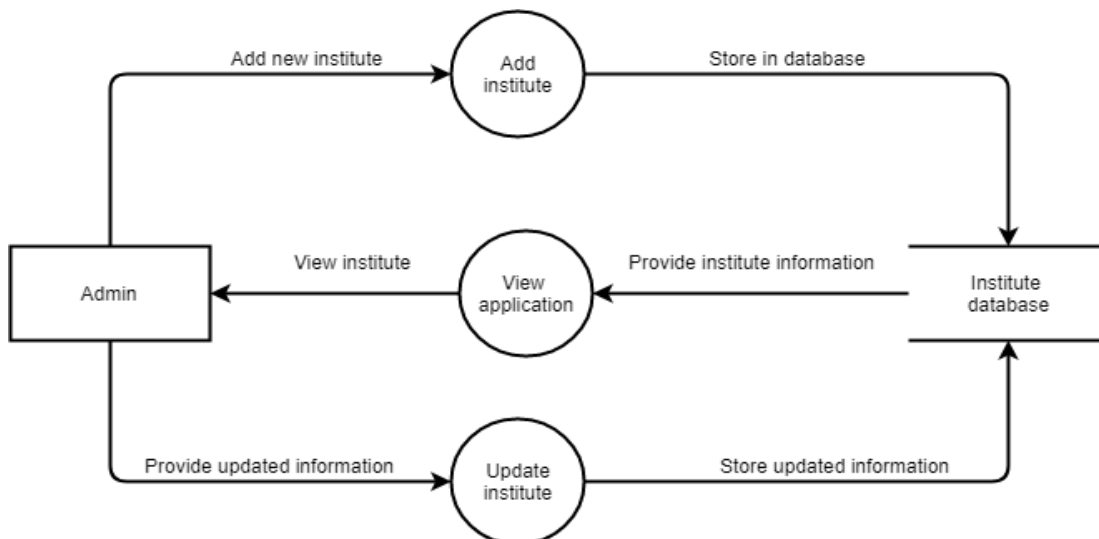 Add new institute
Add
institute
Store in database
Admin
View institute
View
application
Provide institute information
Institute
database
Provide updated information
Update
institute
Store updated information